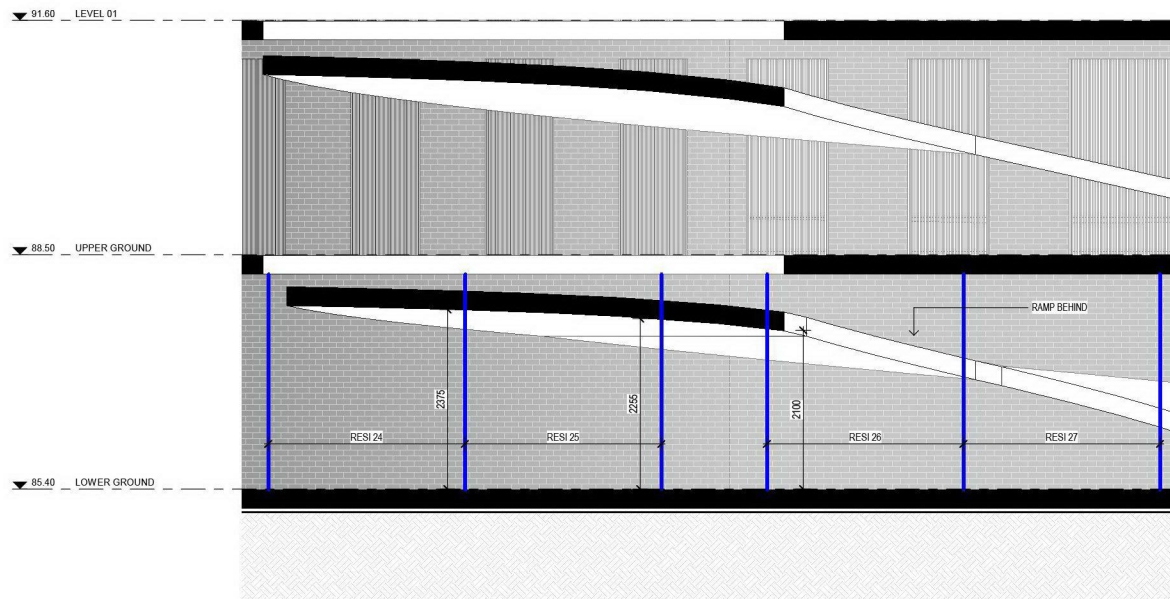 91.60 LEVEL 01
88.50 UPPER GROUND
RAMP BEHIND
2375
2255
2100
RESI 24
RESI 25
RESI 26
RESI 27
85.40 LOWER GROUND